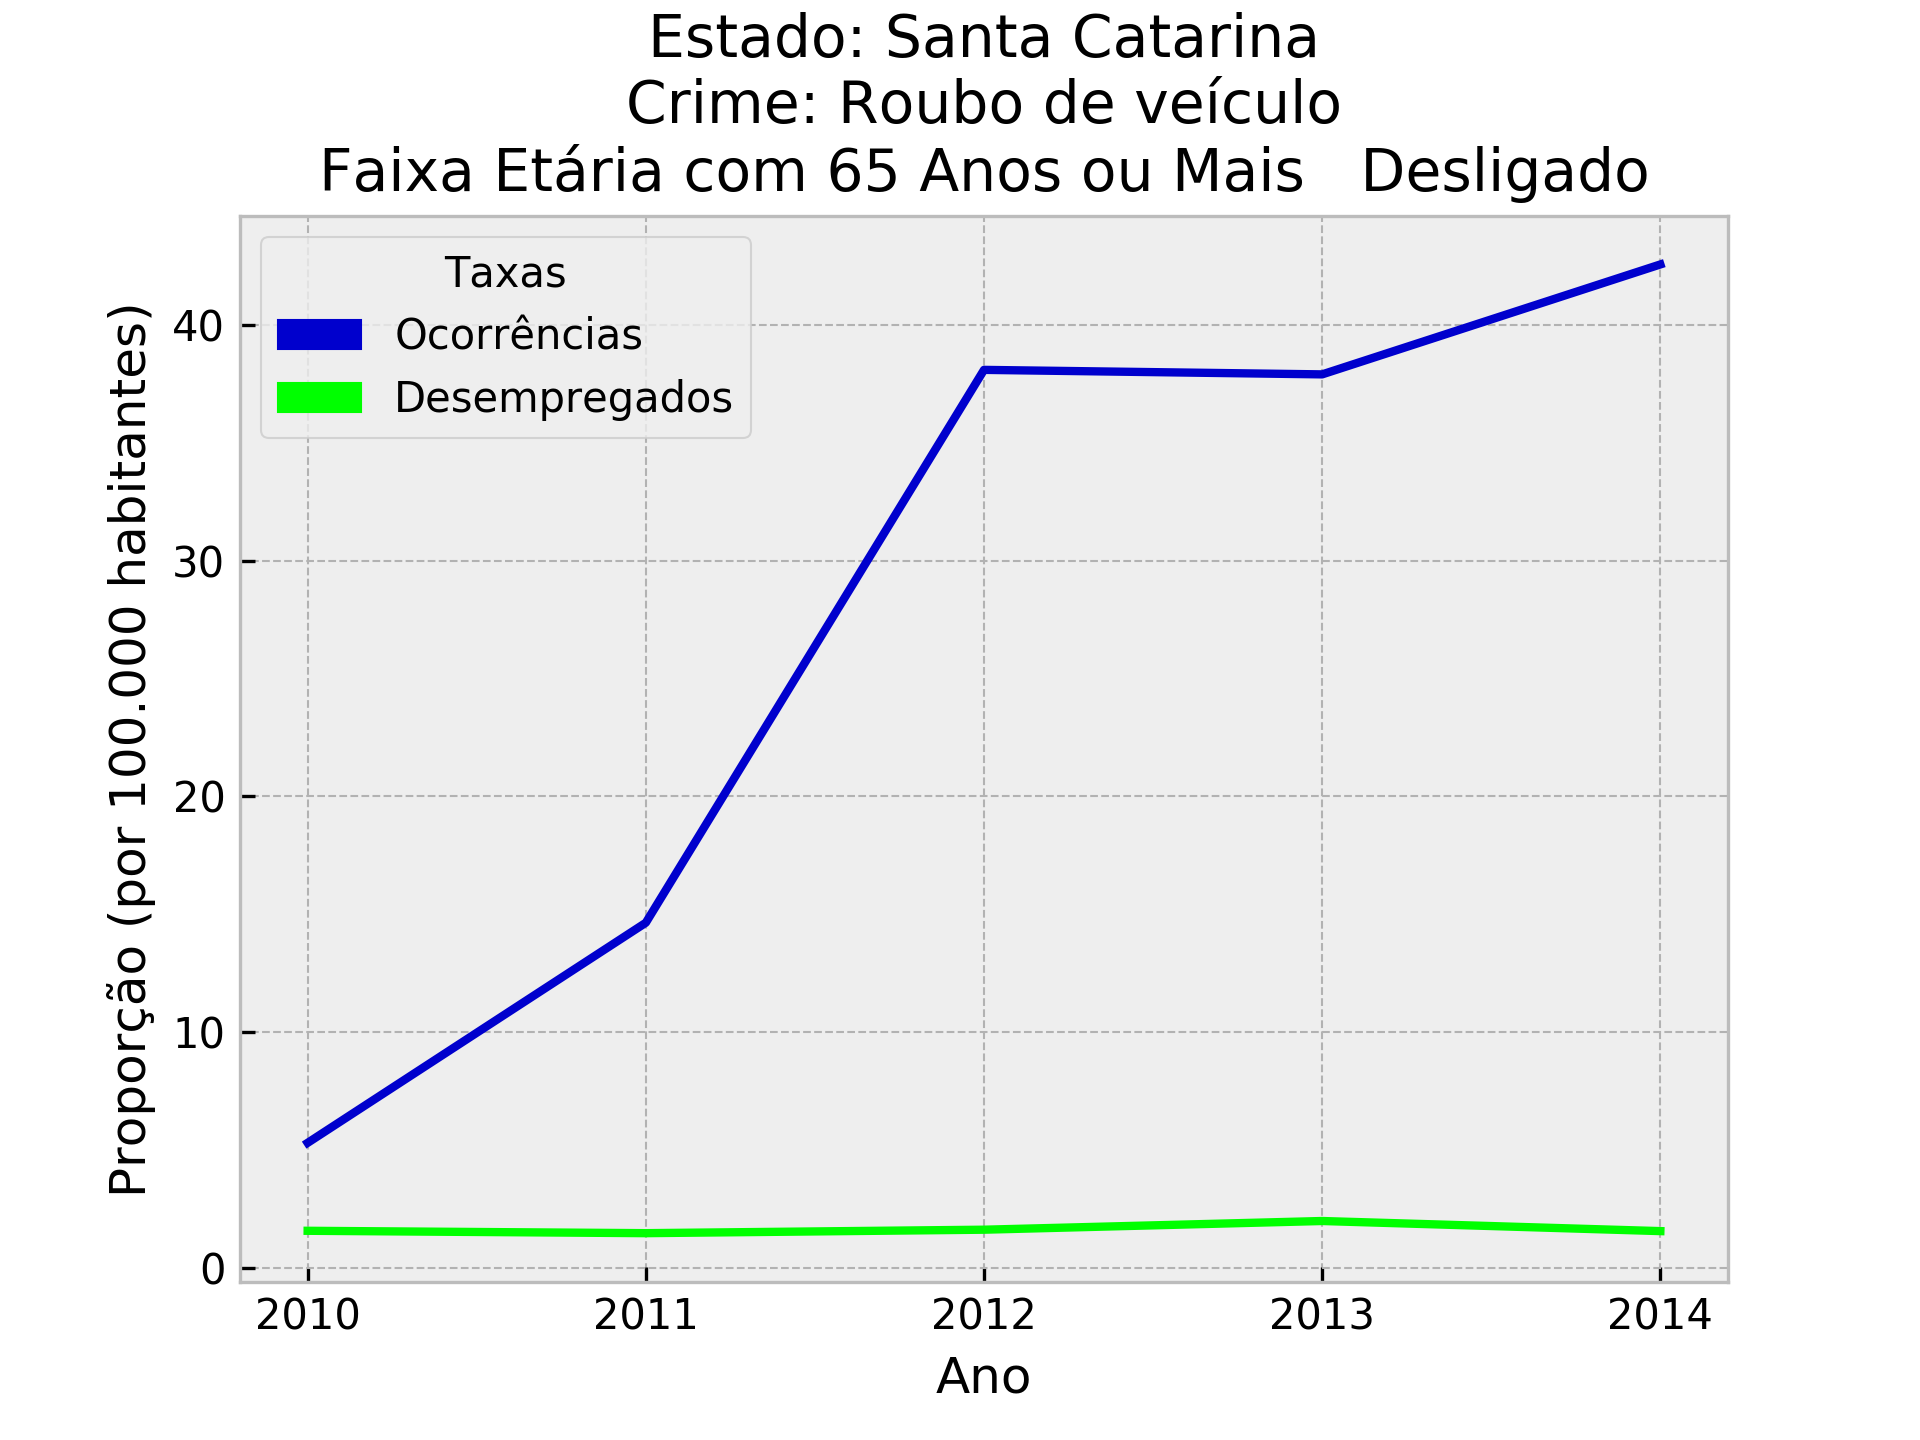 Estado: Santa Catarina
Crime: Roubo de veículo
Faixa Etária com 65 Anos ou Mais   Desligado
Taxas
Ocorrências
Desempregados
Proporção (por 100.000 habitantes)
40
30
20
10
0
2010 2011 2012 2013 2014
Ano